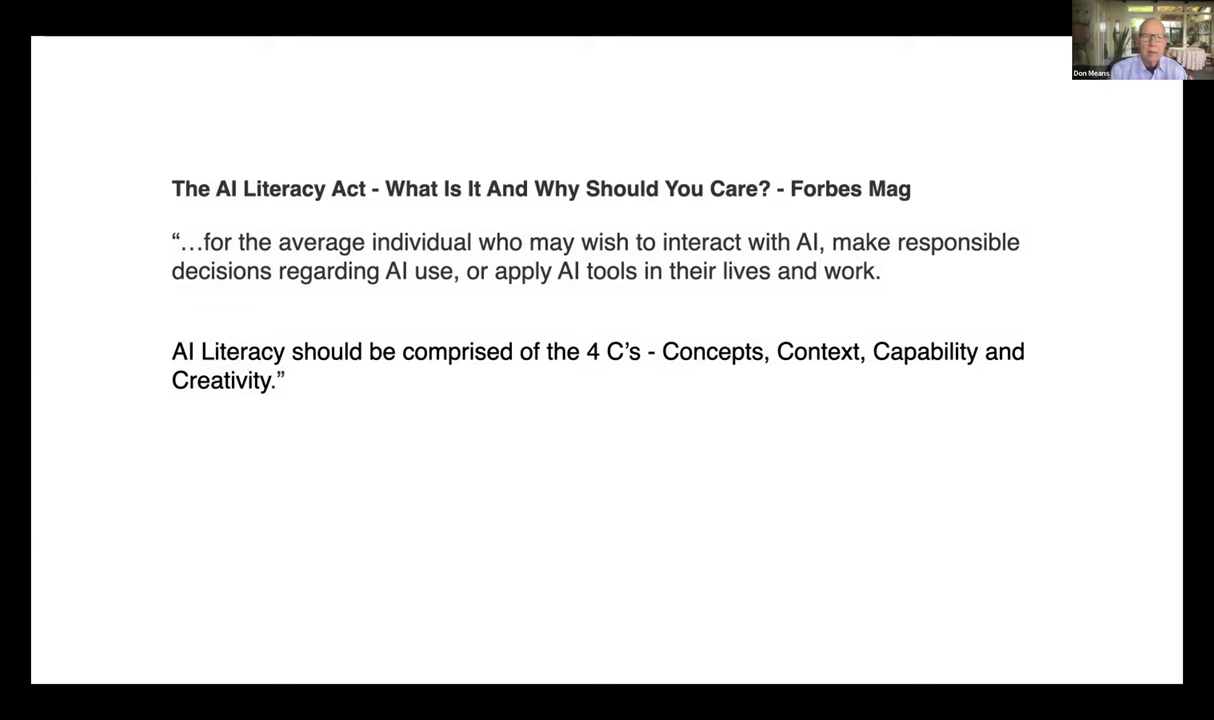 Don Means
The AI Literacy Act - What Is It And Why Should You Care? - Forbes Mag
“…for the average individual who may wish to interact with AI, make responsible
decisions regarding AI use, or apply AI tools in their lives and work.
AI Literacy should be comprised of the 4 C’s - Concepts, Context, Capability and
Creativity.”